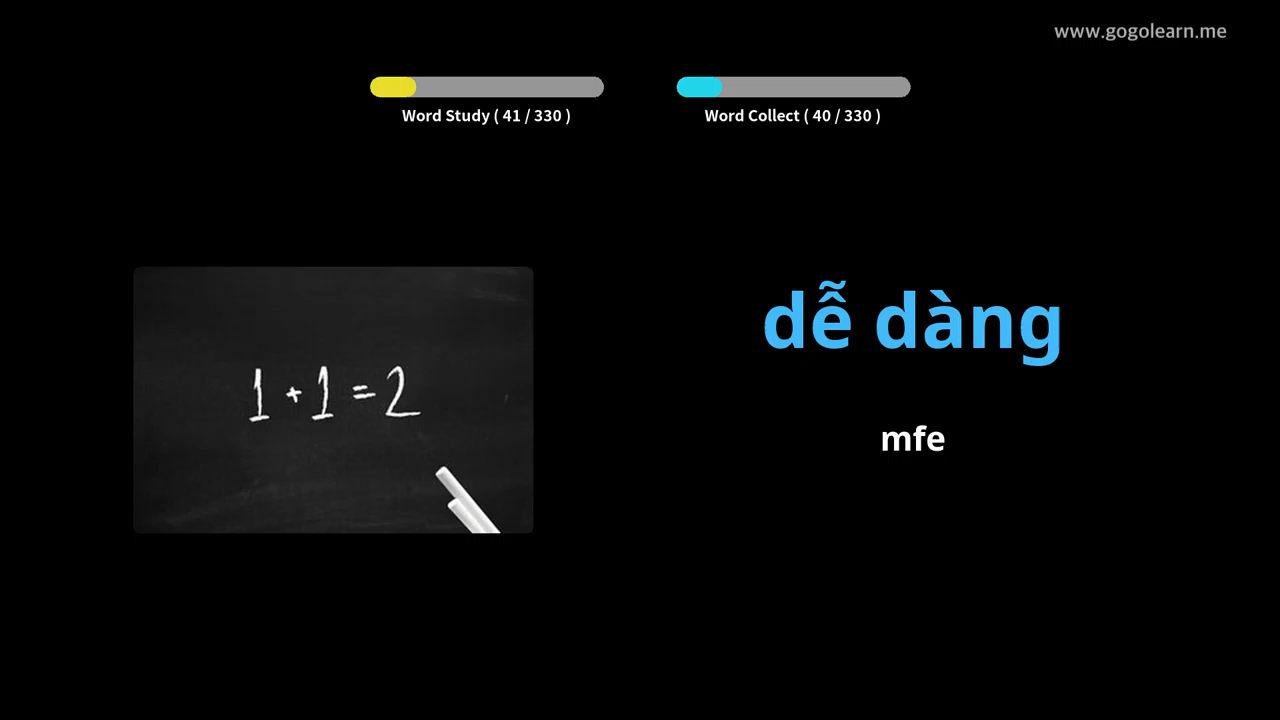 www.gogolearn.me
Word Study ( 41 / 330 )
Word Collect ( 40 / 330 )
dễ dàng
1 + 1 = 2
mfe